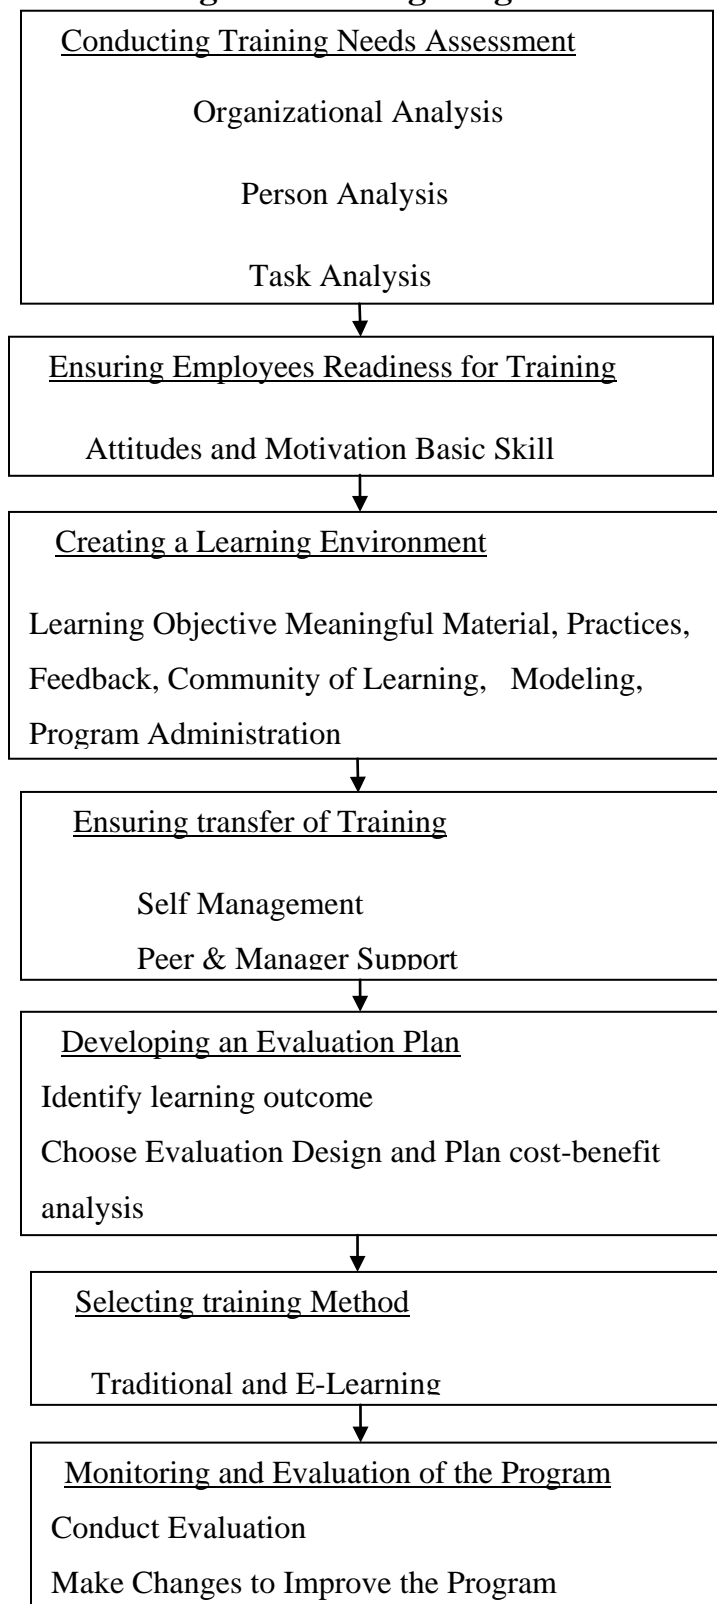 Conducting Training Needs Assessment
Organizational Analysis
Person Analysis
Task Analysis
Ensuring Employees Readiness for Training
Attitudes and Motivation Basic Skill
Creating a Learning Environment
Learning Objective Meaningful Material, Practices,
Feedback, Community of Learning, Modeling,
Program Administration
Ensuring transfer of Training
Self Management
Peer & Manager Support
Developing an Evaluation Plan
Identify learning outcome
Choose Evaluation Design and Plan cost-benefit
analysis
Selecting training Method
Traditional and E-Learning
Monitoring and Evaluation of the Program
Conduct Evaluation
Make Changes to Improve the Program